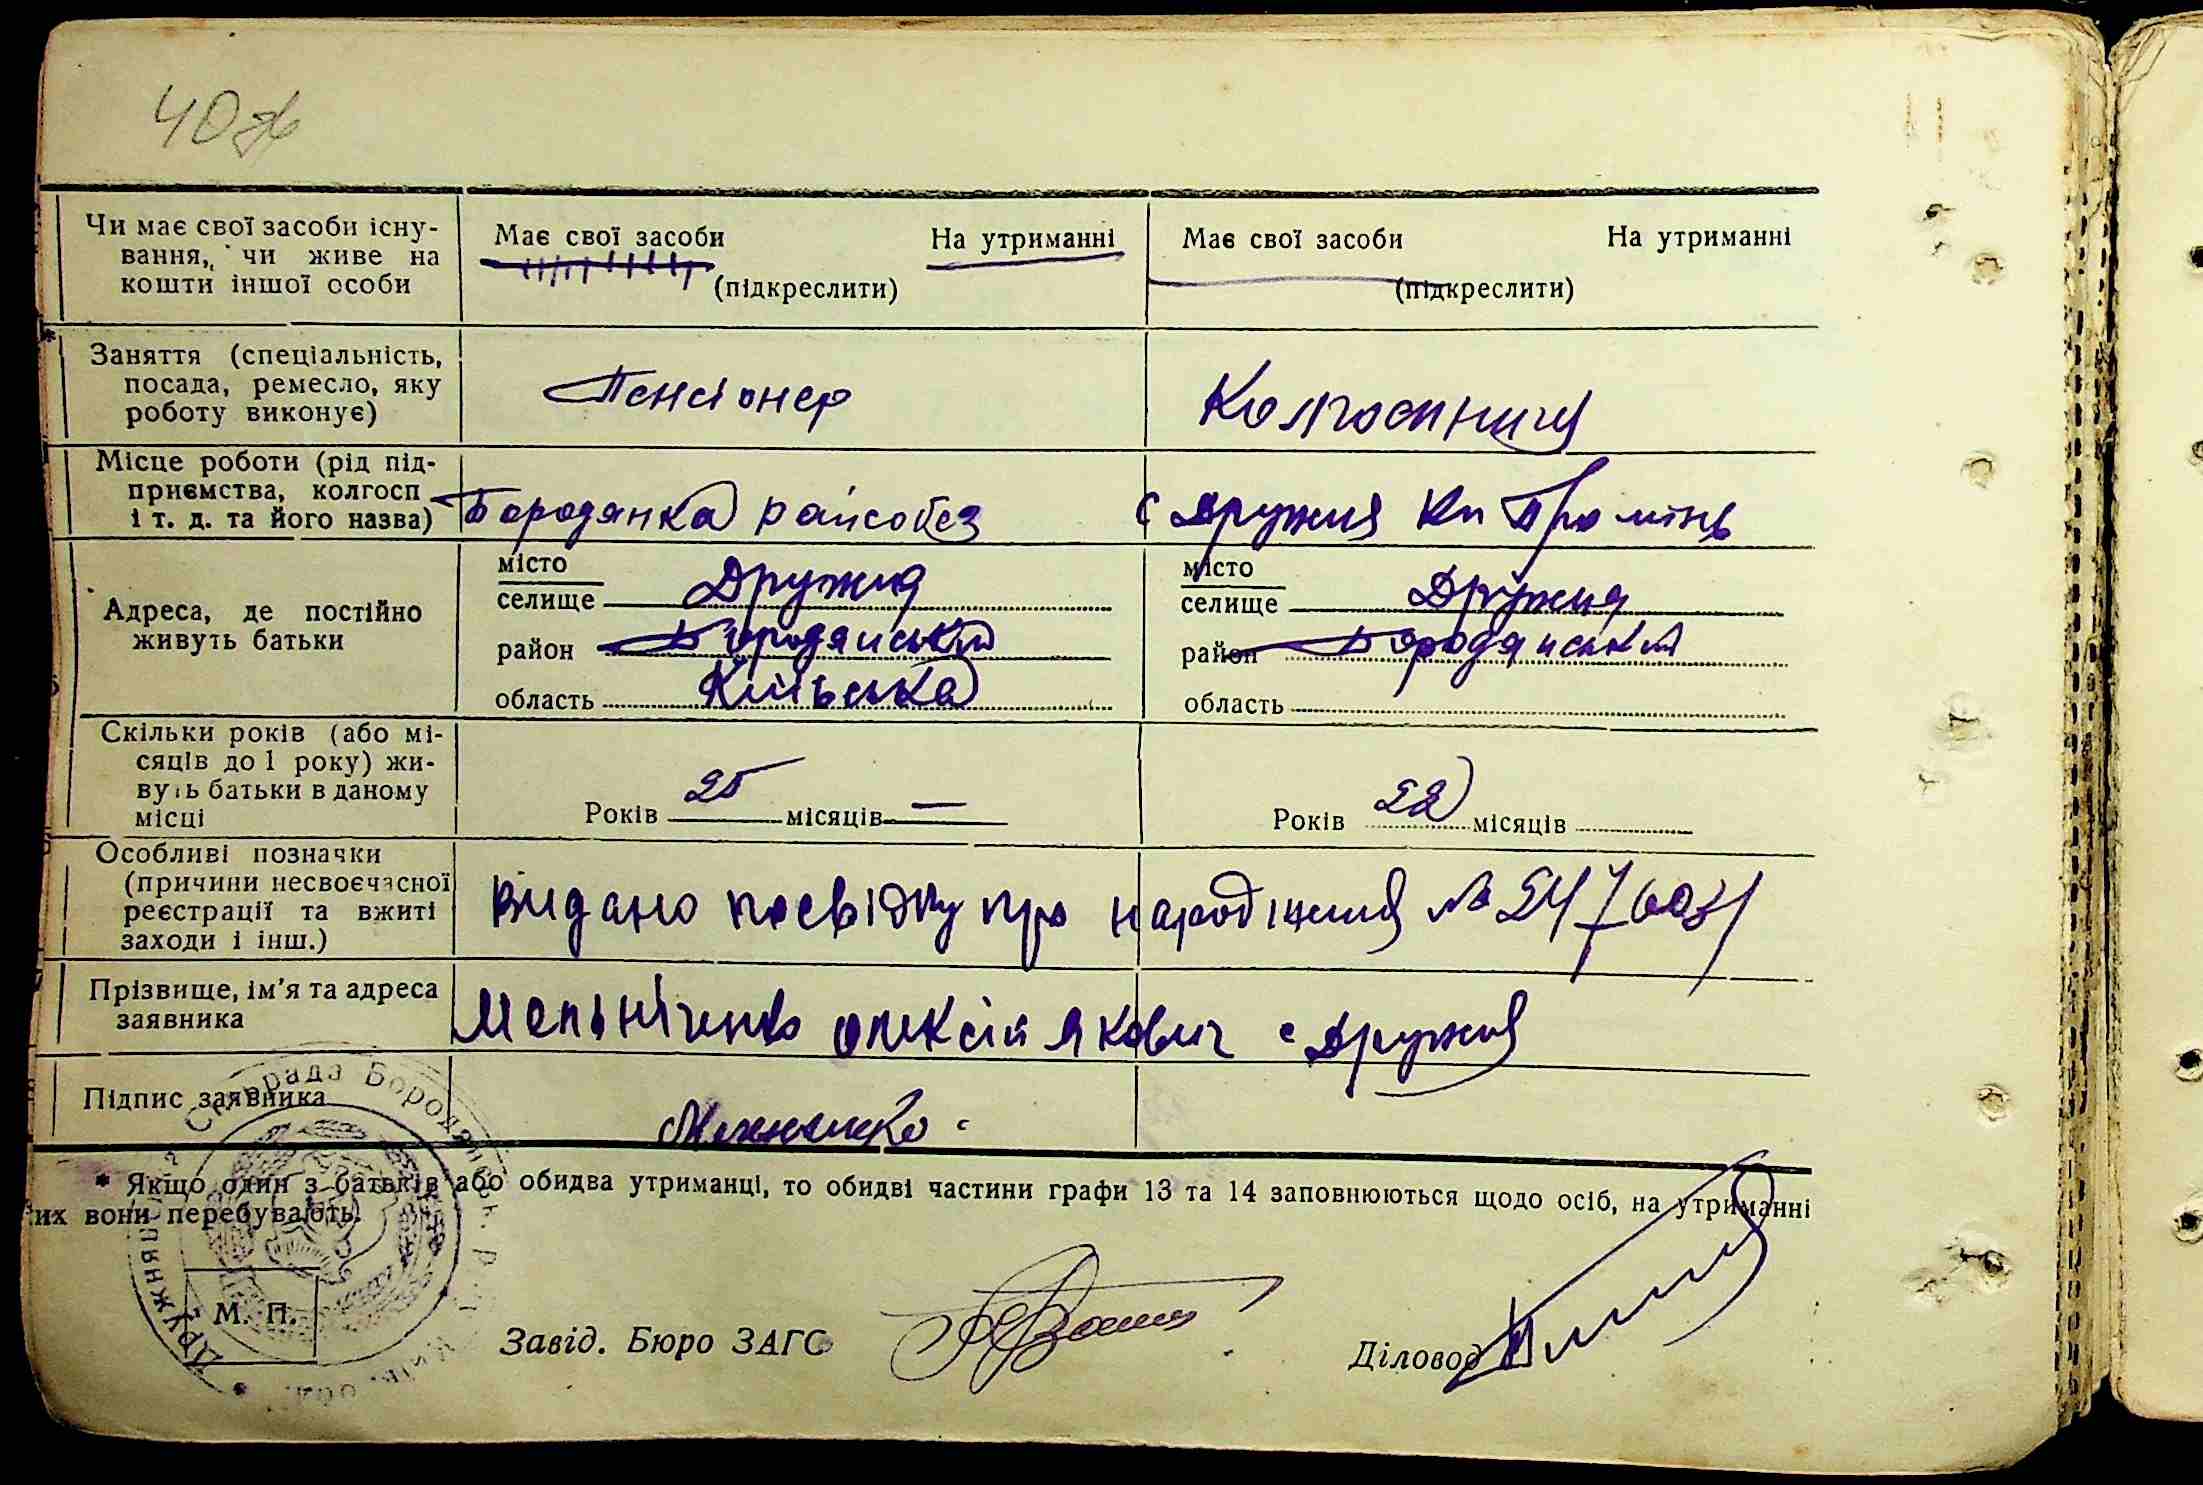 40
Чи має свої засоби існу-
вання, чи живе на
кошти іншої особи
Має свої засоби На утриманні
(підкреслити)
Має свої засоби На утриманні
(підкреслити)
Заняття (спеціальність,
посада, ремесло, яку
роботу виконує)
Пенсіонер
Колгоспниця
Місце роботи (рід під-
приємства, колгосп
і т. д. та його назва)
Бородянка райсобез
с Дружня Кп Промінь
Адреса, де постійно
живуть батьки
місто
селище Дружня
район Бородянський
область Київська
місто
селище Дружня
район Бородянський
область
Скільки років (або мі-
сяців до 1 року) жи-
вуть батьки в даному
місці
Років 25 місяців —
Років 22 місяців
Особливі позначки
(причини несвоєчасної
реєстрації та вжиті
заходи і інш.)
видано посвідку про народження №
Прізвище, ім'я та адреса
заявника
Мельніченко Олексій Якович с Дружня
Підпис заявника
* Якщо один з батьків або обидва утриманці, то обидві частини графи 13 та 14 заповнюються щодо осіб, на утриманні
их вони перебувають.
М. П.
Завід. Бюро ЗАГС
Діловод